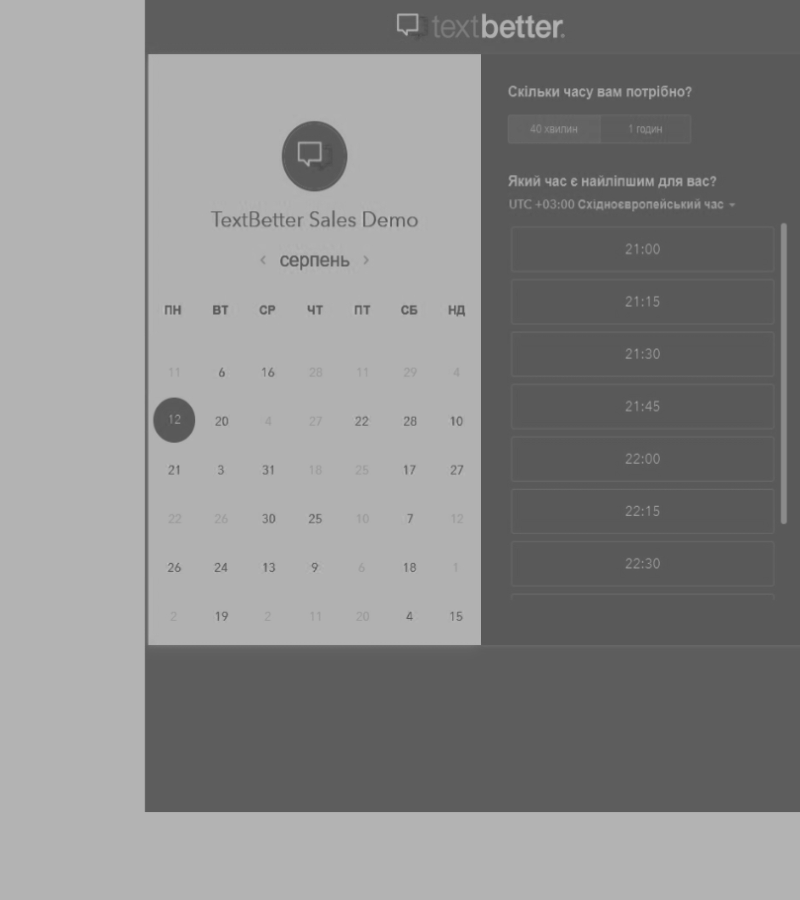 textbetter.
TextBetter Sales Demo
‹ серпень ›
ПН ВТ СР ЧТ ПТ СБ НД
11 6 16 28 11 29 4
12 20 4 27 22 28 10
21 3 31 18 25 17 27
22 26 30 25 10 7 12
26 24 13 9 6 18 1
2 19 2 11 20 4 15
Скільки часу вам потрібно?
40 хвилин 1 годин
Який час є найліпшим для вас?
UTC +03:00 Східноєвропейський час
21:00
21:15
21:30
21:45
22:00
22:15
22:30